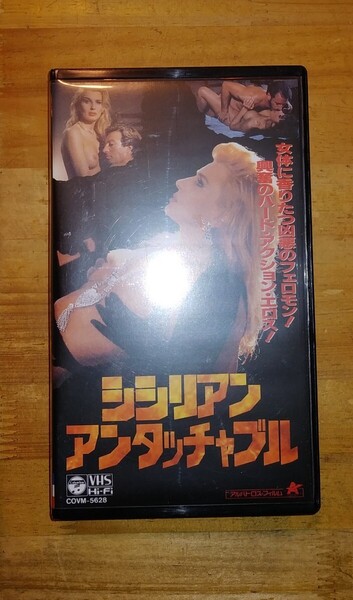 女体に香りたつ凶悪のフェロモン!
興奮のハード・アクション・エロス!
シシリアン
アンタッチャブル
VHS
Hi-Fi
COVM-5628